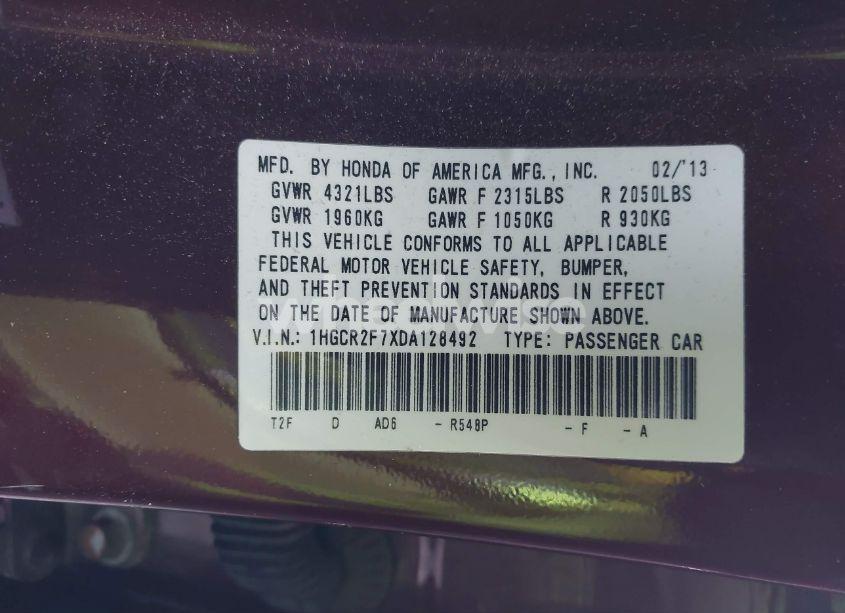 MFD. BY HONDA OF AMERICA MFG., INC. 02/'13
GVWR 4321LBS GAWR F 2315LBS R 2050LBS
GVWR 1960KG GAWR F 1050KG R 930KG
THIS VEHICLE CONFORMS TO ALL APPLICABLE
FEDERAL MOTOR VEHICLE SAFETY, BUMPER,
AND THEFT PREVENTION STANDARDS IN EFFECT
ON THE DATE OF MANUFACTURE SHOWN ABOVE.
V.I.N.: 1HGCR2F7XDA128492 TYPE: PASSENGER CAR
T2F D AD6 - R548P - F - A